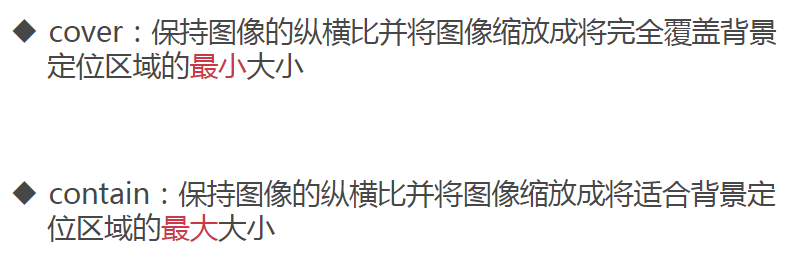 ◆ cover：保持图像的纵横比并将图像缩放成将完全覆盖背景
定位区域的最小大小
◆ contain：保持图像的纵横比并将图像缩放成将适合背景定
位区域的最大大小